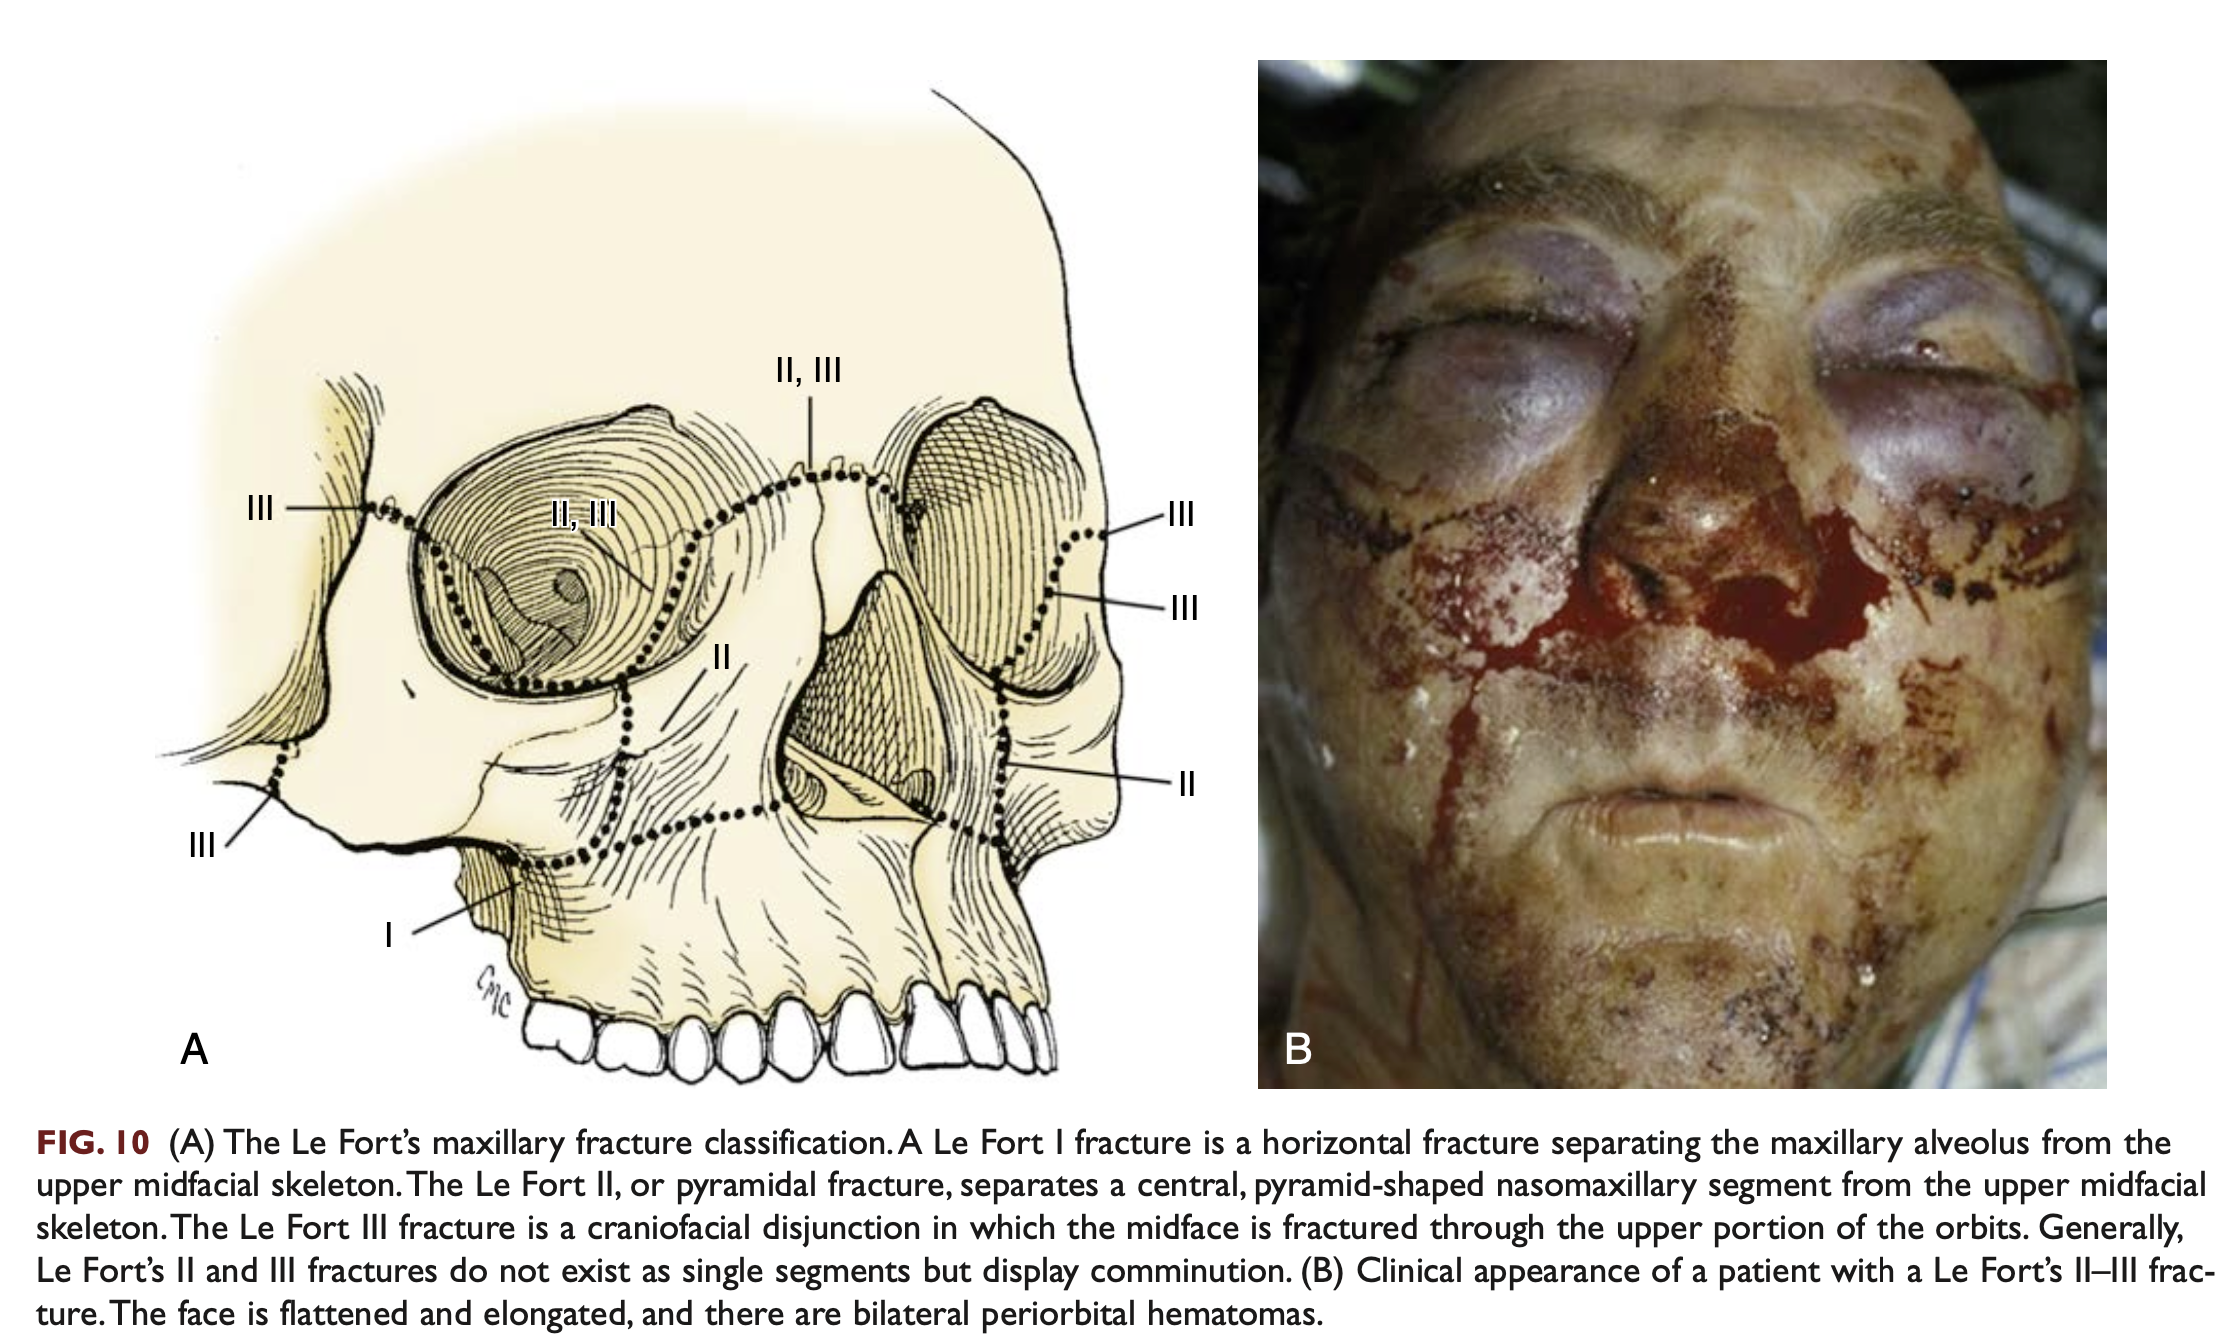 II, III
III
II, III
III
III
II
II
III
I
CMC
A
B
FIG. 10 (A) The Le Fort's maxillary fracture classification. A Le Fort I fracture is a horizontal fracture separating the maxillary alveolus from the
upper midfacial skeleton. The Le Fort II, or pyramidal fracture, separates a central, pyramid-shaped nasomaxillary segment from the upper midfacial
skeleton. The Le Fort III fracture is a craniofacial disjunction in which the midface is fractured through the upper portion of the orbits. Generally,
Le Fort's II and III fractures do not exist as single segments but display comminution. (B) Clinical appearance of a patient with a Le Fort's II–III frac-
ture. The face is flattened and elongated, and there are bilateral periorbital hematomas.